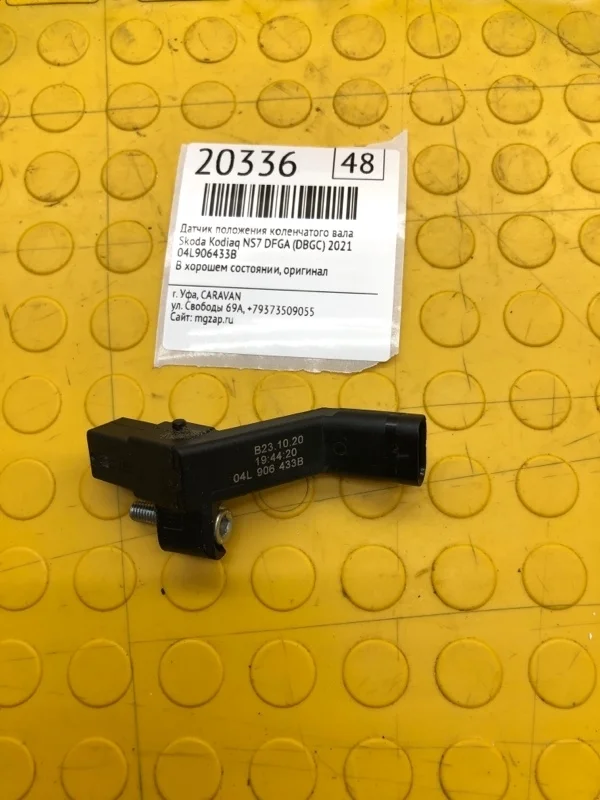 20336 48
Датчик положения коленчатого вала
Skoda Kodiaq NS7 DFGA (DBGC) 2021
04L906433B
В хорошем состоянии, оригинал
г. Уфа, CARAVAN
ул. Свободы 69А, +79373509055
Сайт: mgzap.ru
B23.10.20
19:44:20
04L 906 433B